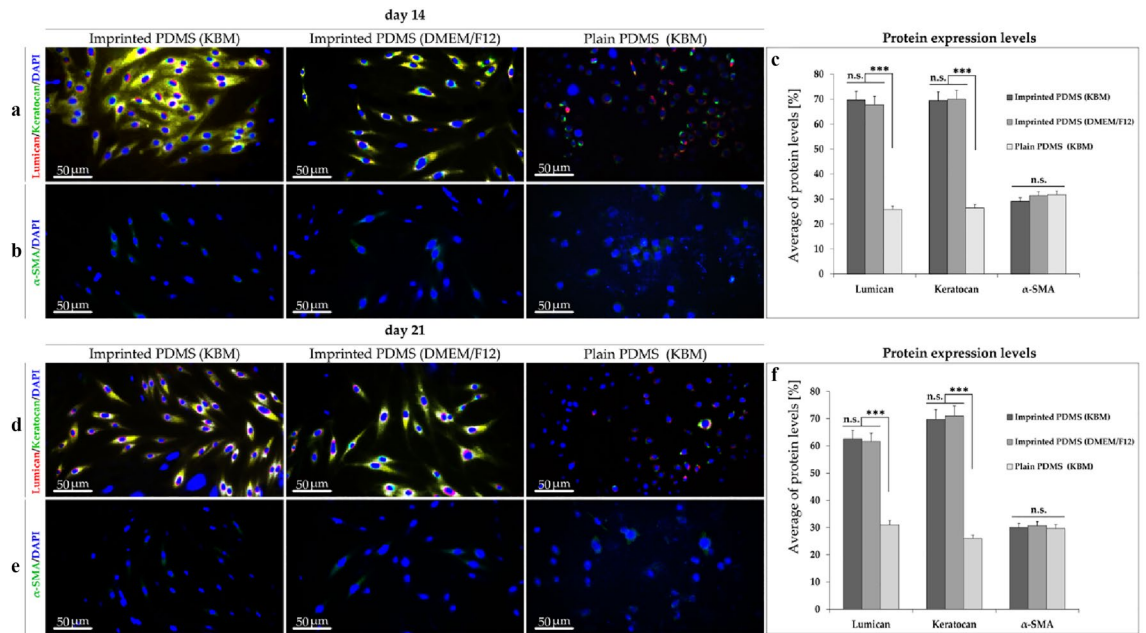 day 14
Imprinted PDMS (KBM)
Imprinted PDMS (DMEM/F12)
Plain PDMS (KBM)
a
Lumican/Keratocan/DAPI
50 µm
50 µm
50 µm
b
α-SMA/DAPI
50 µm
50 µm
50 µm
Protein expression levels
c
Average of protein levels [%]
80
70
60
50
40
30
20
10
0
n.s.
***
n.s.
***
n.s.
Imprinted PDMS (KBM)
Imprinted PDMS (DMEM/F12)
Plain PDMS (KBM)
Lumican
Keratocan
α-SMA
day 21
Imprinted PDMS (KBM)
Imprinted PDMS (DMEM/F12)
Plain PDMS (KBM)
d
Lumican/Keratocan/DAPI
50 µm
50 µm
50 µm
e
α-SMA/DAPI
50 µm
50 µm
50 µm
Protein expression levels
f
Average of protein levels [%]
80
70
60
50
40
30
20
10
0
n.s.
***
n.s.
***
n.s.
Imprinted PDMS (KBM)
Imprinted PDMS (DMEM/F12)
Plain PDMS (KBM)
Lumican
Keratocan
α-SMA